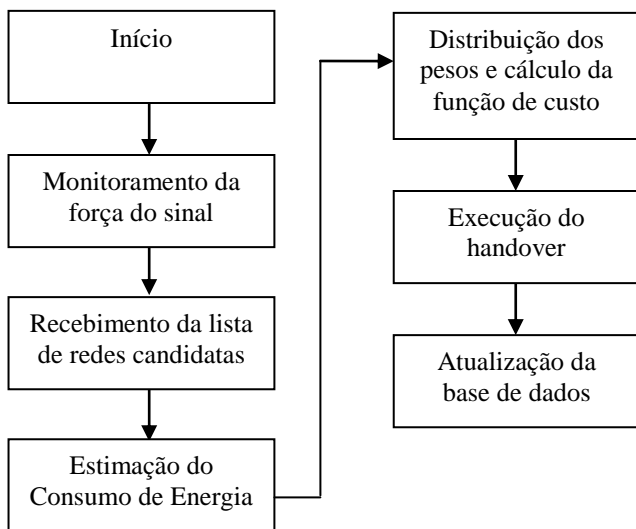 Início
Monitoramento da
força do sinal
Recebimento da lista
de redes candidatas
Estimação do
Consumo de Energia
Distribuição dos
pesos e cálculo da
função de custo
Execução do
handover
Atualização da
base de dados